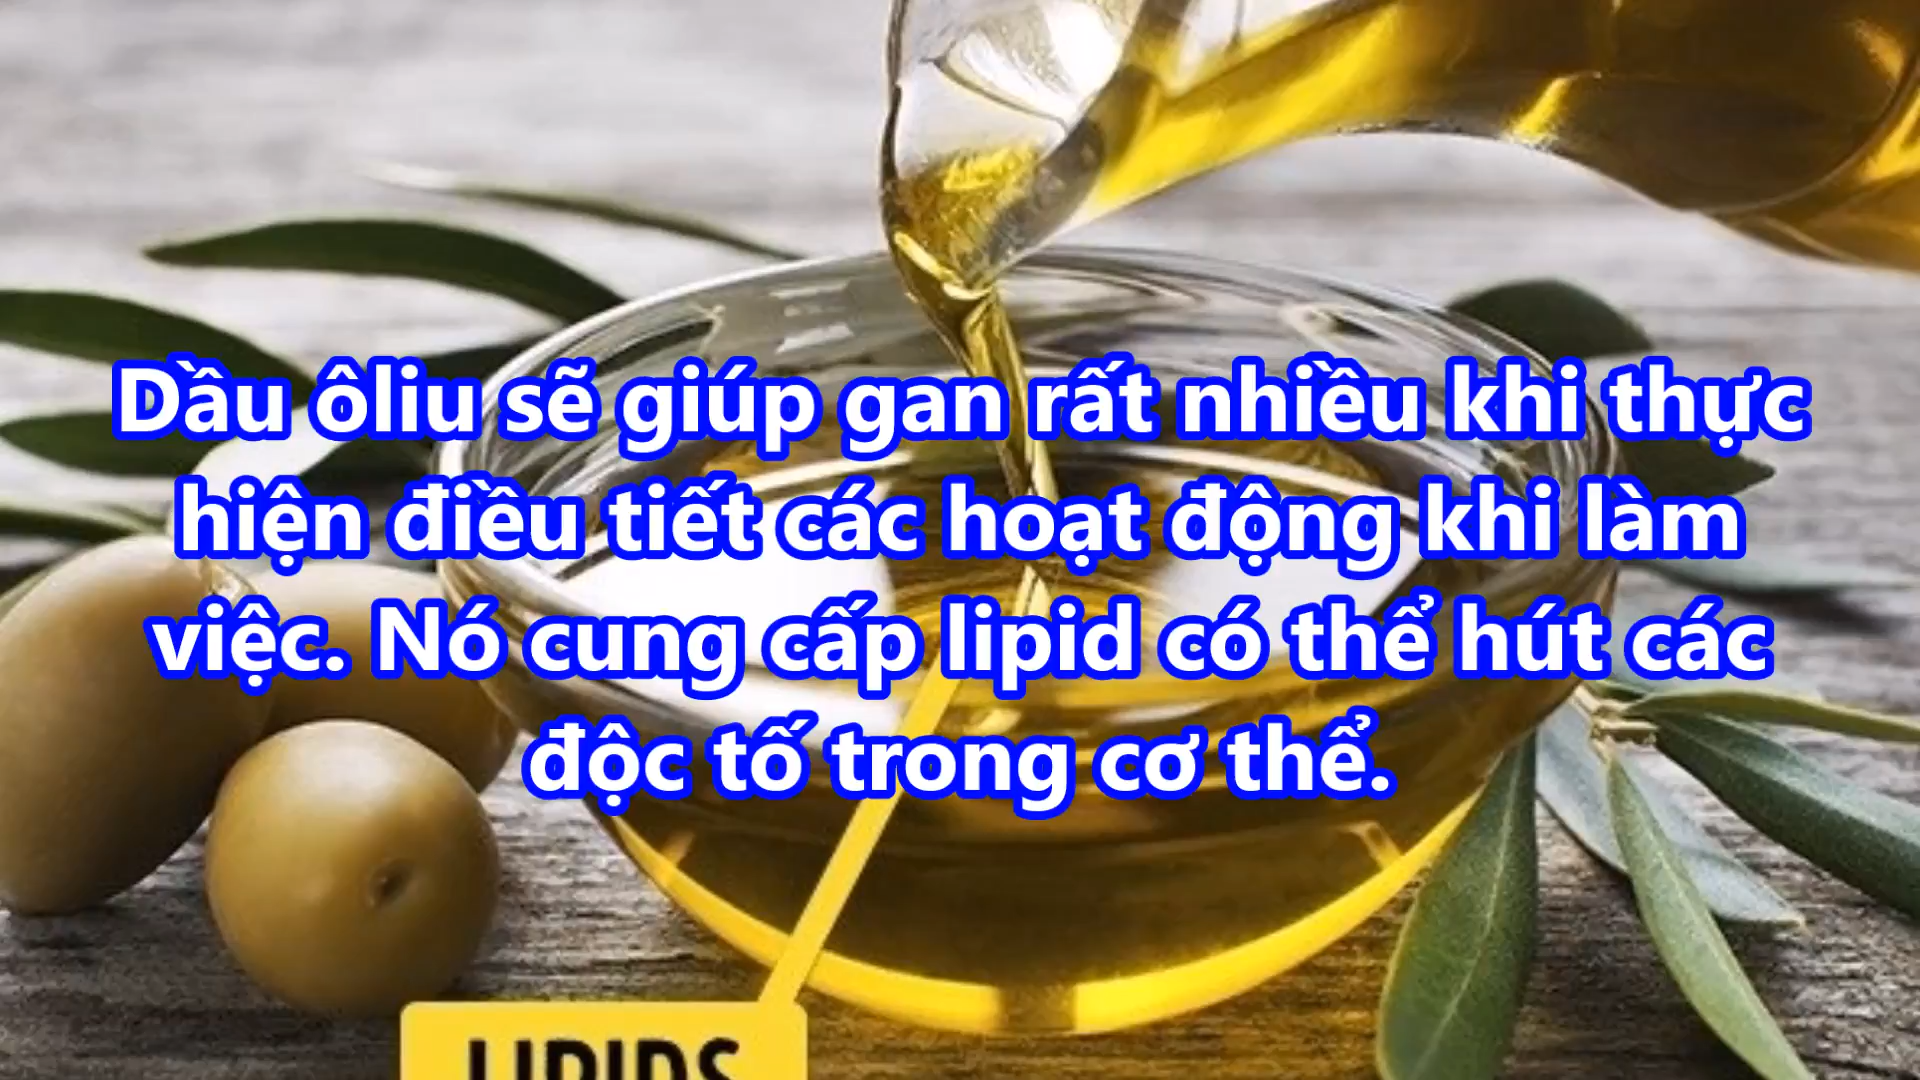 Dầu ôliu sẽ giúp gan rất nhiều khi thực
hiện điều tiết các hoạt động khi làm
việc. Nó cung cấp lipid có thể hút các
độc tố trong cơ thể.
LIPIDS